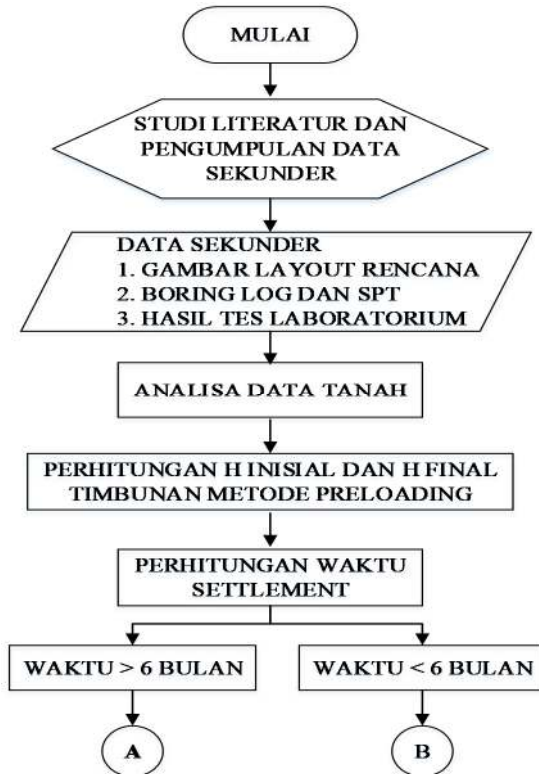 MULAI
STUDI LITERATUR DAN
PENGUMPULAN DATA
SEKUNDER
DATA SEKUNDER
1. GAMBAR LAYOUT RENCANA
2. BORING LOG DAN SPT
3. HASIL TES LABORATORIUM
ANALISA DATA TANAH
PERHITUNGAN H INISIAL DAN H FINAL
TIMBUNAN METODE PRELOADING
PERHITUNGAN WAKTU
SETTLEMENT
WAKTU > 6 BULAN
WAKTU < 6 BULAN
A
B